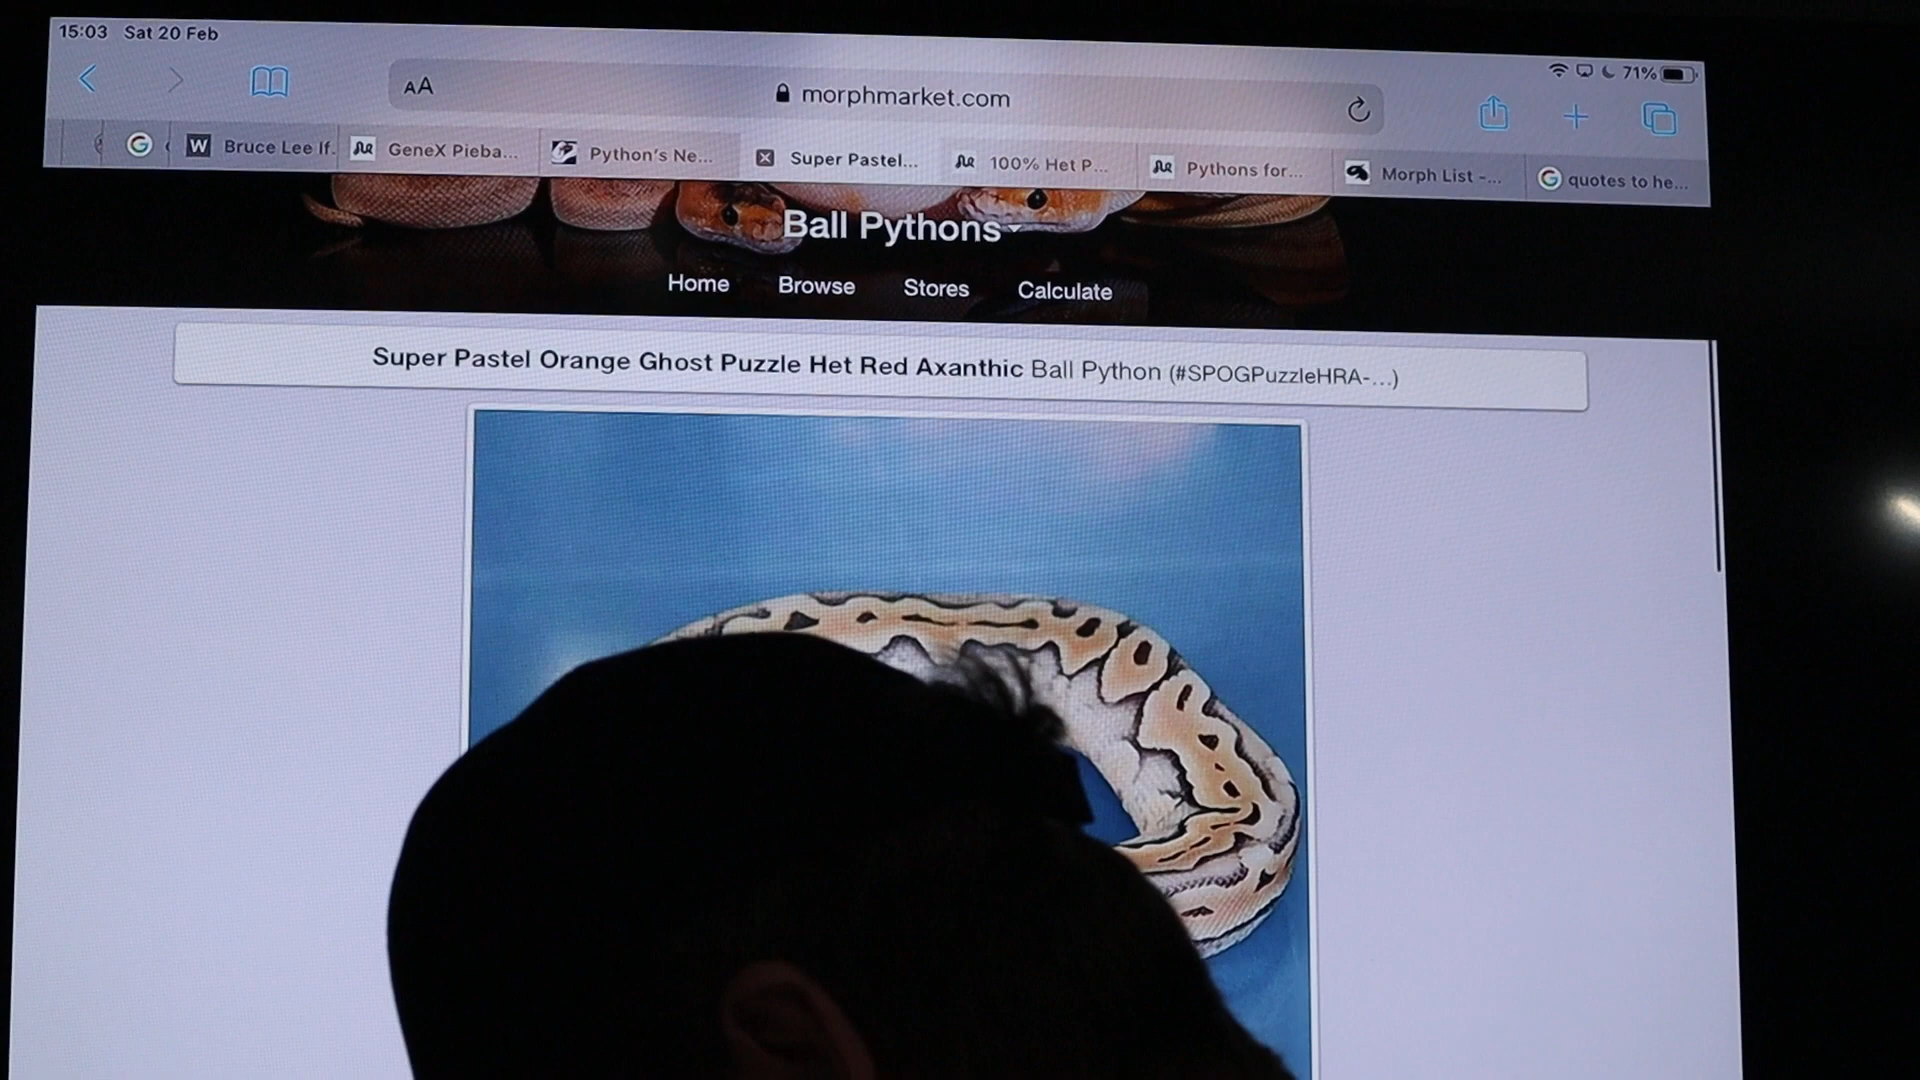 15:03 Sat 20 Feb
71%
AA morphmarket.com
W Bruce Lee If. GeneX Pieba... Python's Ne... Super Pastel... 100% Het P... Pythons for... Morph List -... G quotes to he...
Ball Pythons
Home Browse Stores Calculate
Super Pastel Orange Ghost Puzzle Het Red Axanthic Ball Python (#SPOGPuzzleHRA-...)